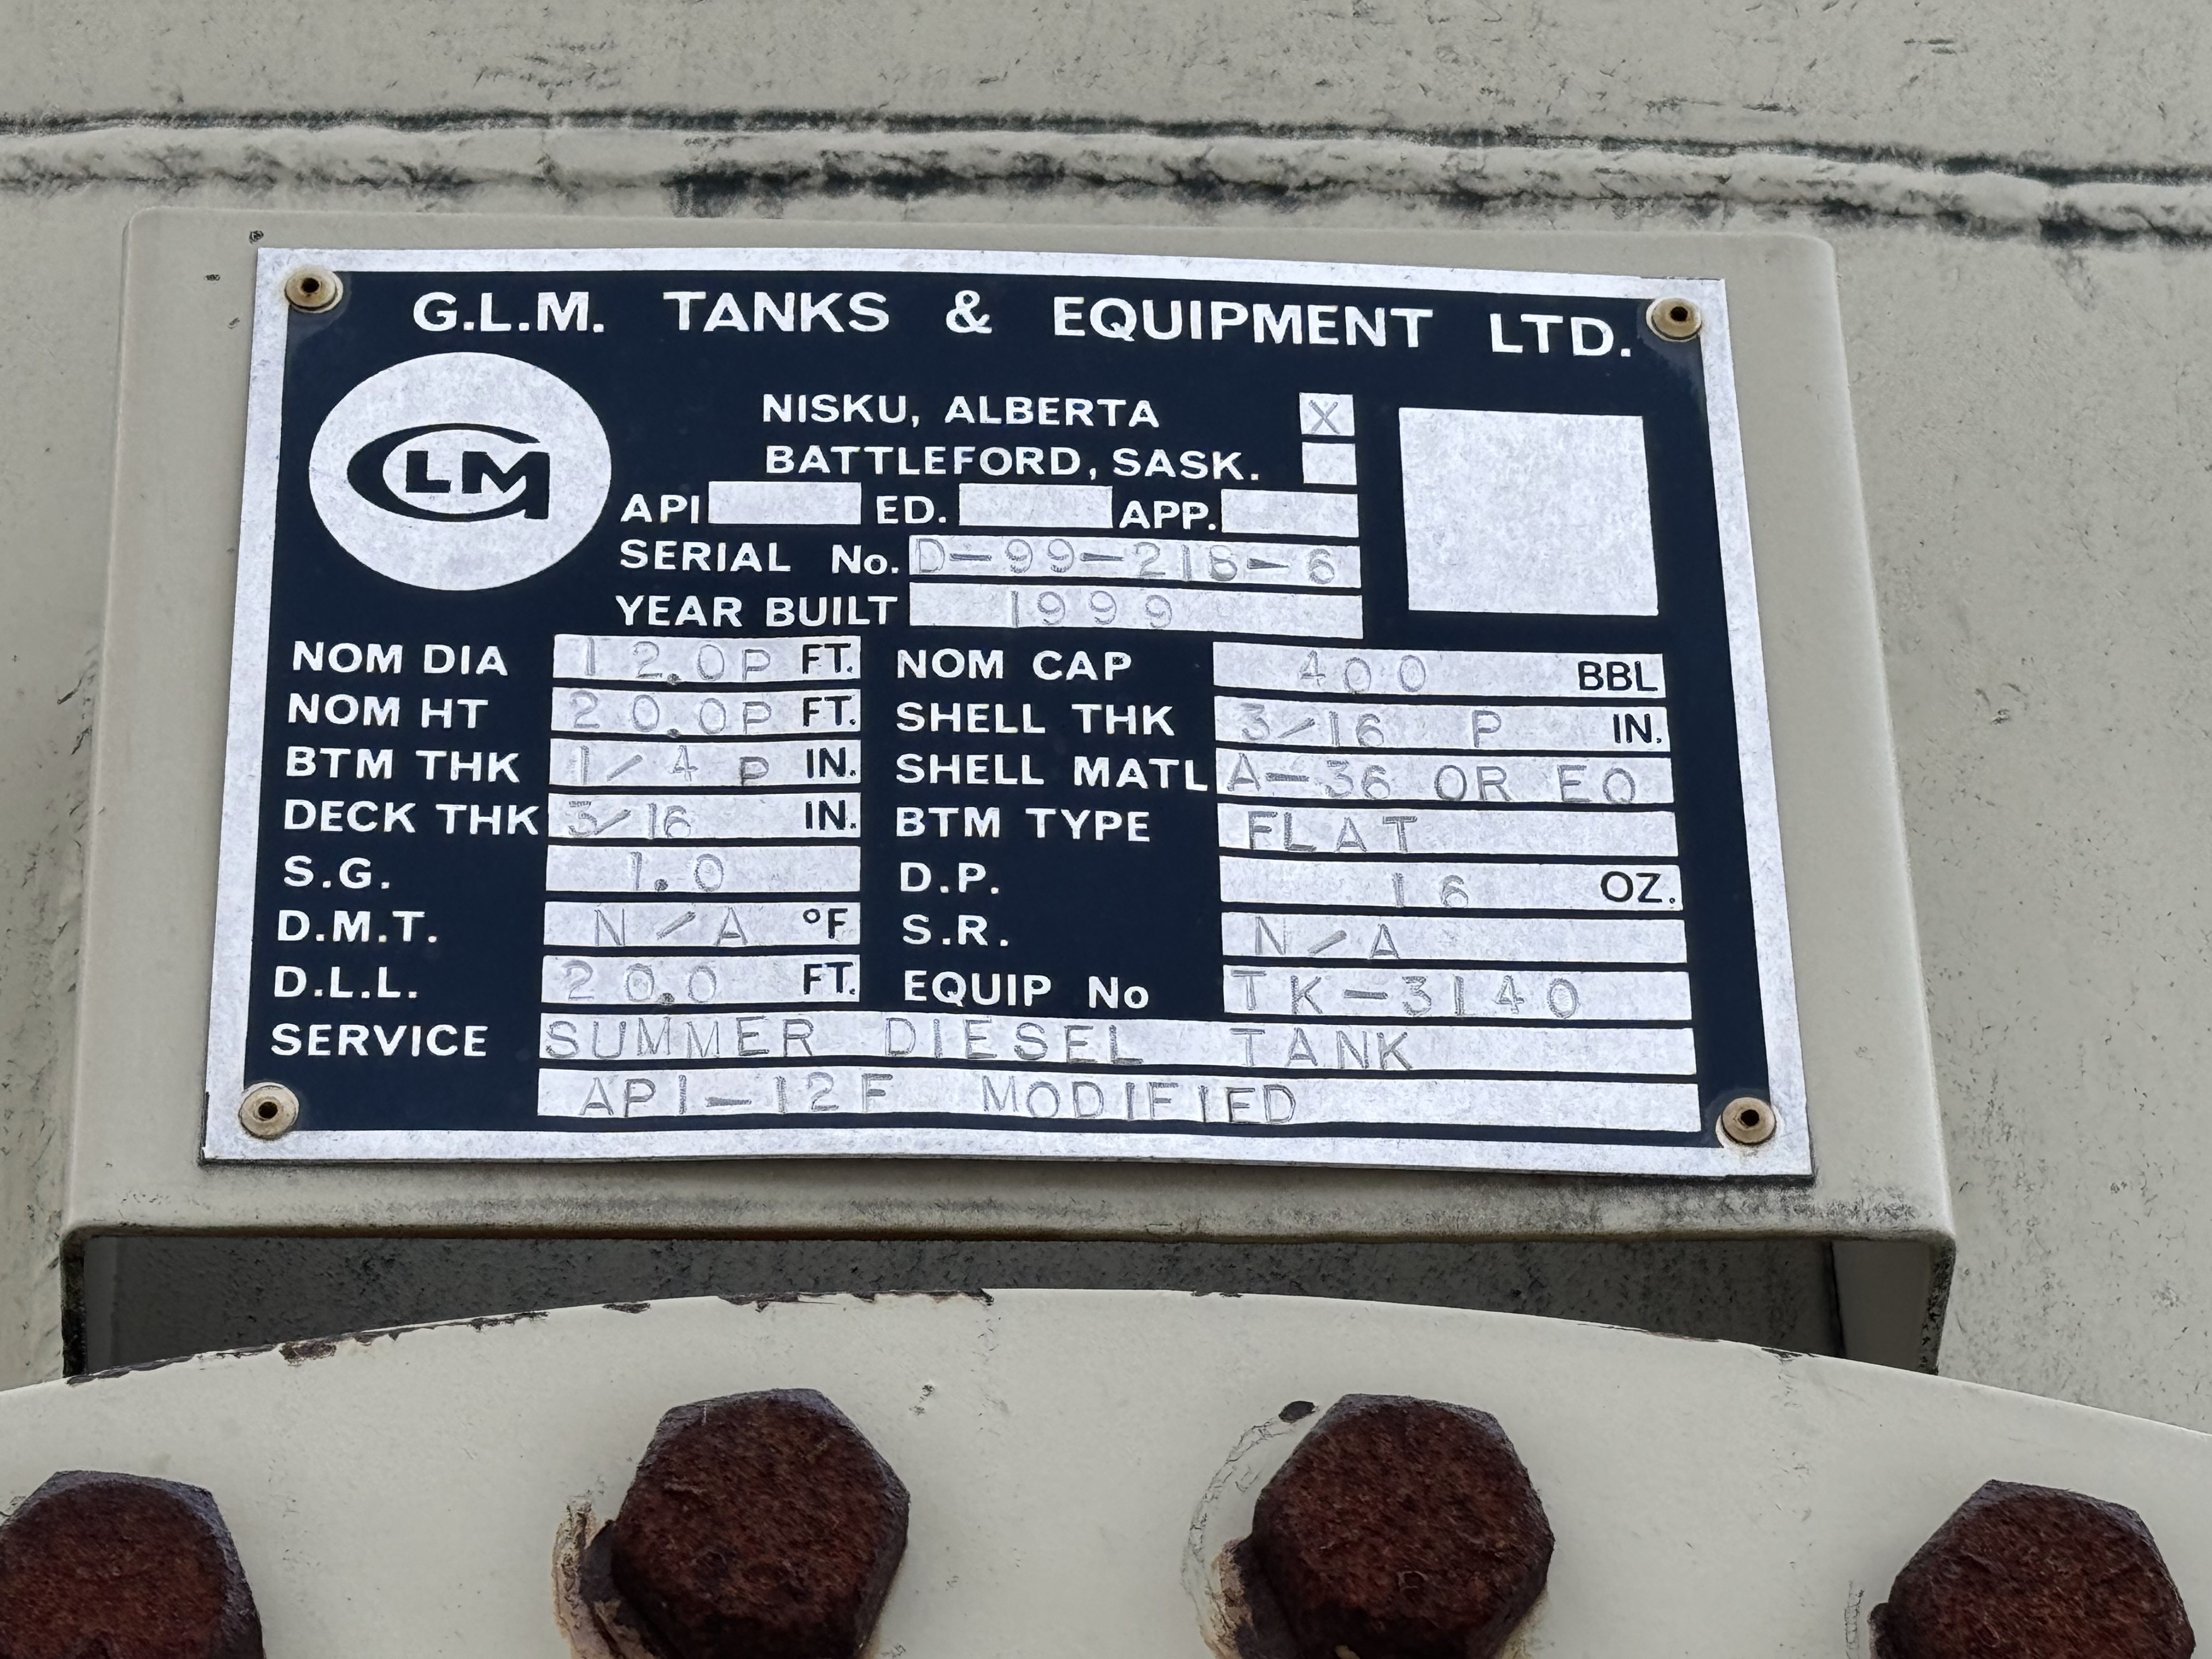 G.L.M. TANKS & EQUIPMENT LTD.
GLM
NISKU, ALBERTA X
BATTLEFORD, SASK.
API ED. APP.
SERIAL No. D-99-218-6
YEAR BUILT 1999
NOM DIA 12.0P FT. NOM CAP 400 BBL
NOM HT 20.0P FT. SHELL THK 3/16 P IN.
BTM THK 1/4 P IN. SHELL MATL A-36 OR EQ
DECK THK 3/16 IN. BTM TYPE FLAT
S.G. 1.0 D.P. 16 OZ.
D.M.T. N/A °F S.R. N/A
D.L.L. 20.0 FT. EQUIP No TK-3140
SERVICE SUMMER DIESEL TANK
API-12F MODIFIED